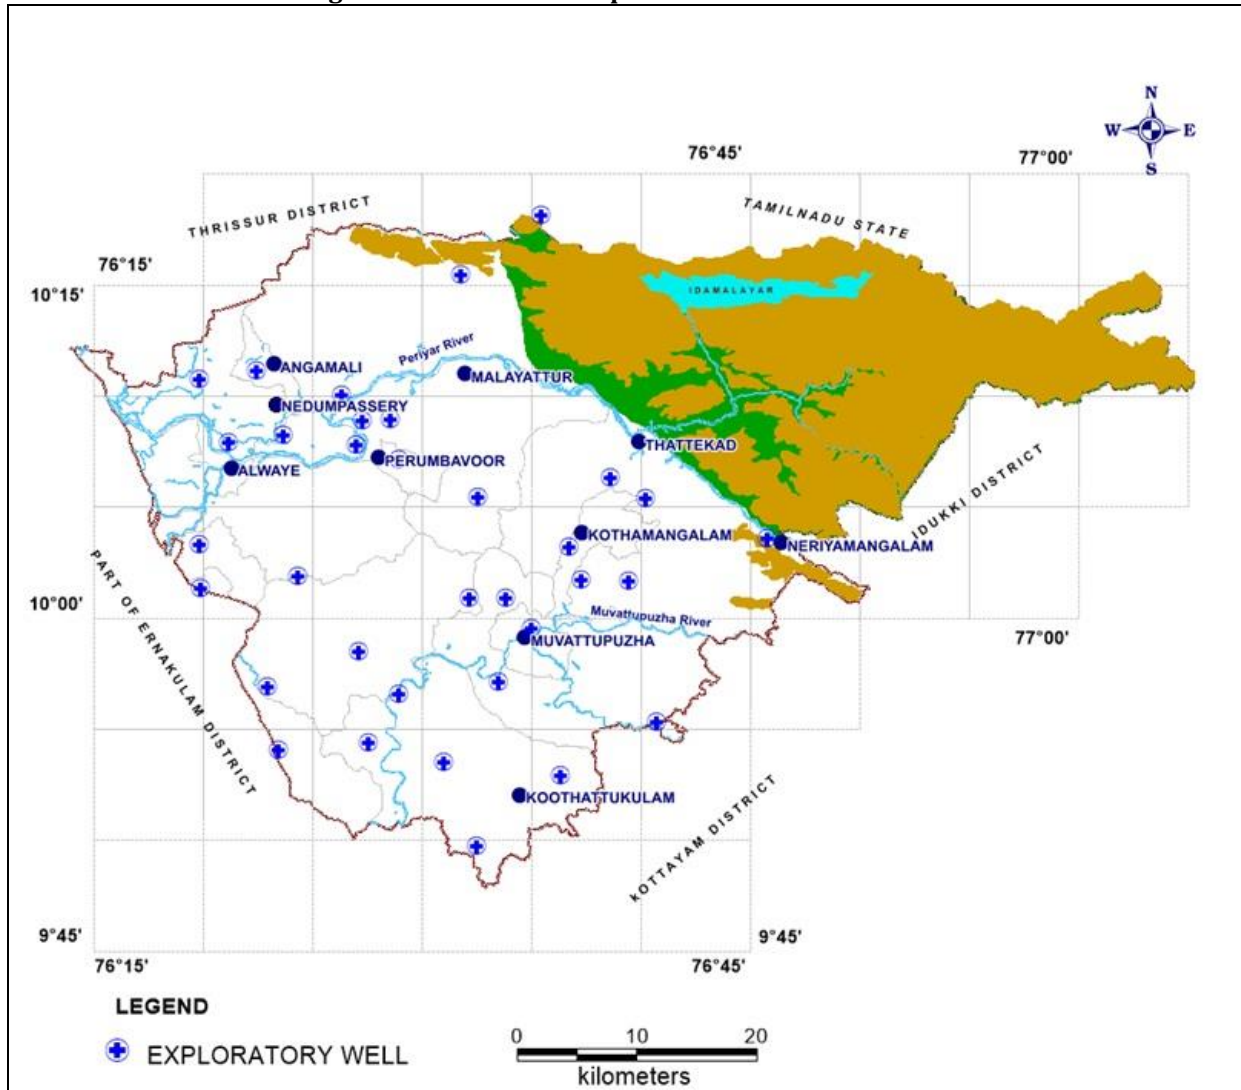 N
W E
S
76°45'
77°00'
THRISSUR DISTRICT
TAMILNADU STATE
76°15'
10°15'
IDAMALAYAR
Periyar River
ANGAMALI
MALAYATTUR
NEDUMPASSERY
THATTEKAD
PERUMBAVOOR
ALWAYE
IDUKKI DISTRICT
KOTHAMANGALAM
NERIYAMANGALAM
PART OF ERNAKULAM DISTRICT
10°00'
Muvattupuzha River
MUVATTUPUZHA
77°00'
KOOTHATTUKULAM
kOTTAYAM DISTRICT
9°45'
9°45'
76°15'
76°45'
LEGEND
EXPLORATORY WELL
0 10 20
kilometers